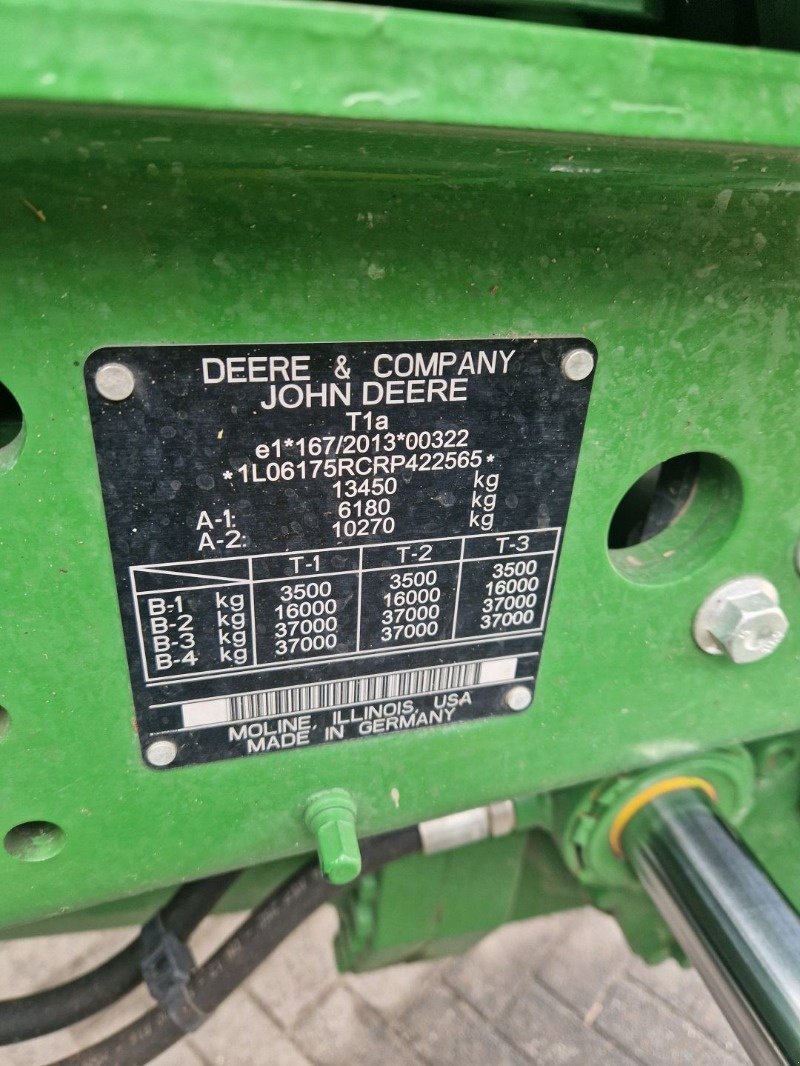 DEERE & COMPANY
JOHN DEERE
T1a
e1*167/2013*00322
*1L06175RCRP422565*
13450 kg
A-1: 6180 kg
A-2: 10270 kg
T-1 T-2 T-3
B-1 kg 3500 3500 3500
B-2 kg 16000 16000 16000
B-3 kg 37000 37000 37000
B-4 kg 37000 37000 37000
MOLINE, ILLINOIS, USA
MADE IN GERMANY